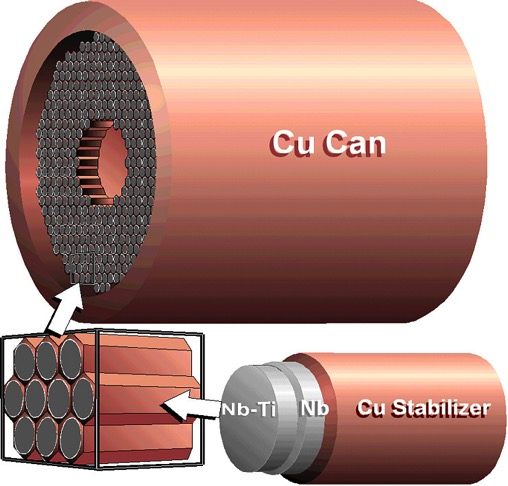 Cu Can
Nb-Ti
Nb
Cu Stabilizer